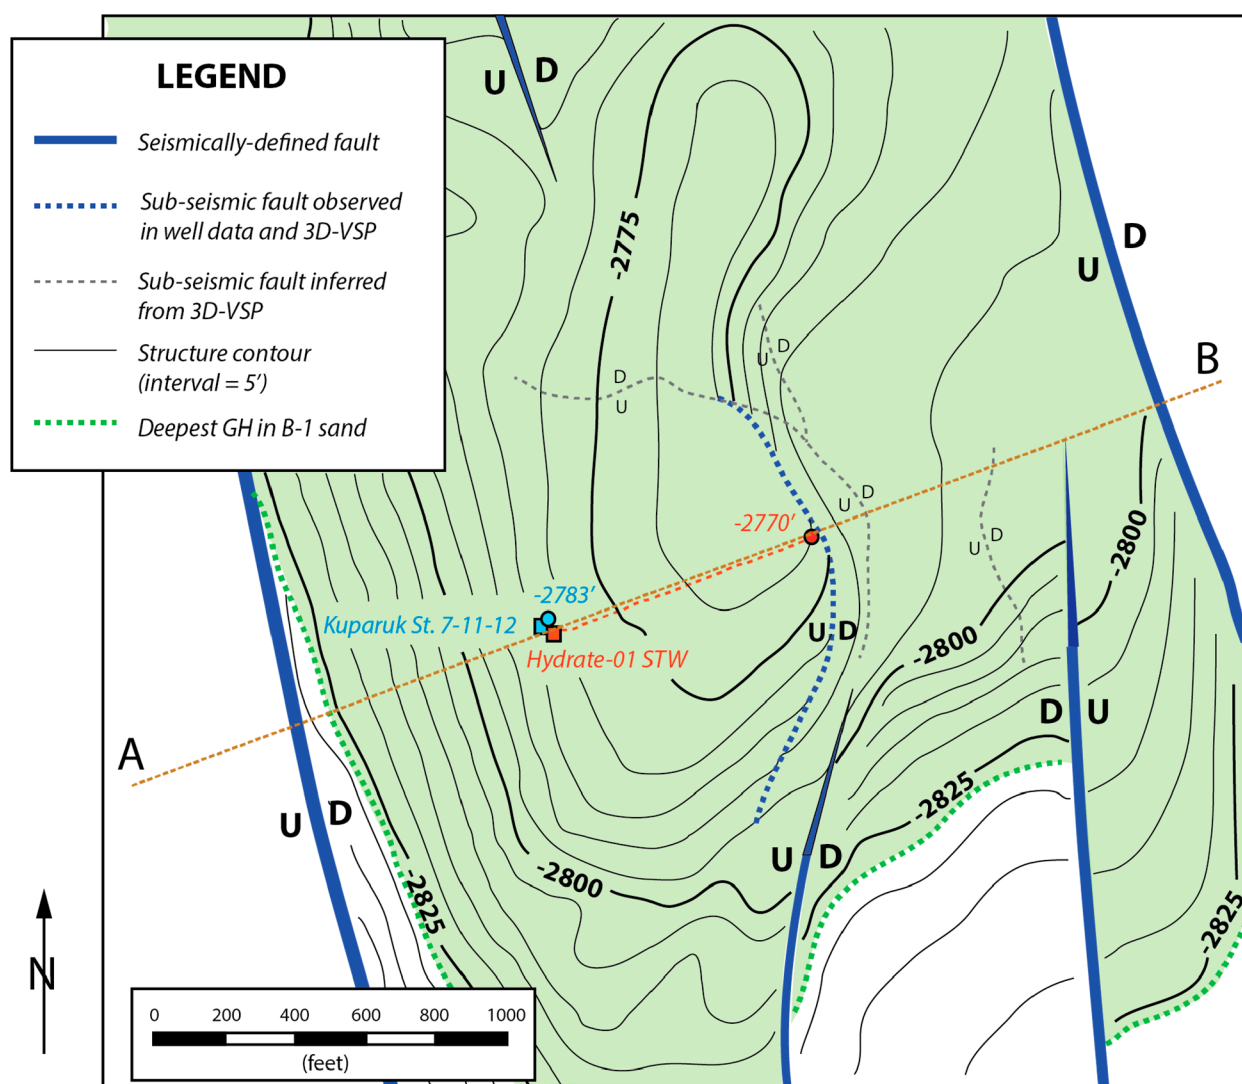 LEGEND
Seismically-defined fault
Sub-seismic fault observed
in well data and 3D-VSP
Sub-seismic fault inferred
from 3D-VSP
Structure contour
(interval = 5')
Deepest GH in B-1 sand
U D
-2775
D
U
B
D
U
D
U
-2770'
U D
U D
-2800
-2783'
Kuparuk St. 7-11-12
Hydrate-01 STW
U D
-2800
A
D U
U D
-2825
U D
-2800
-2825
-2825
N
0 200 400 600 800 1000
(feet)